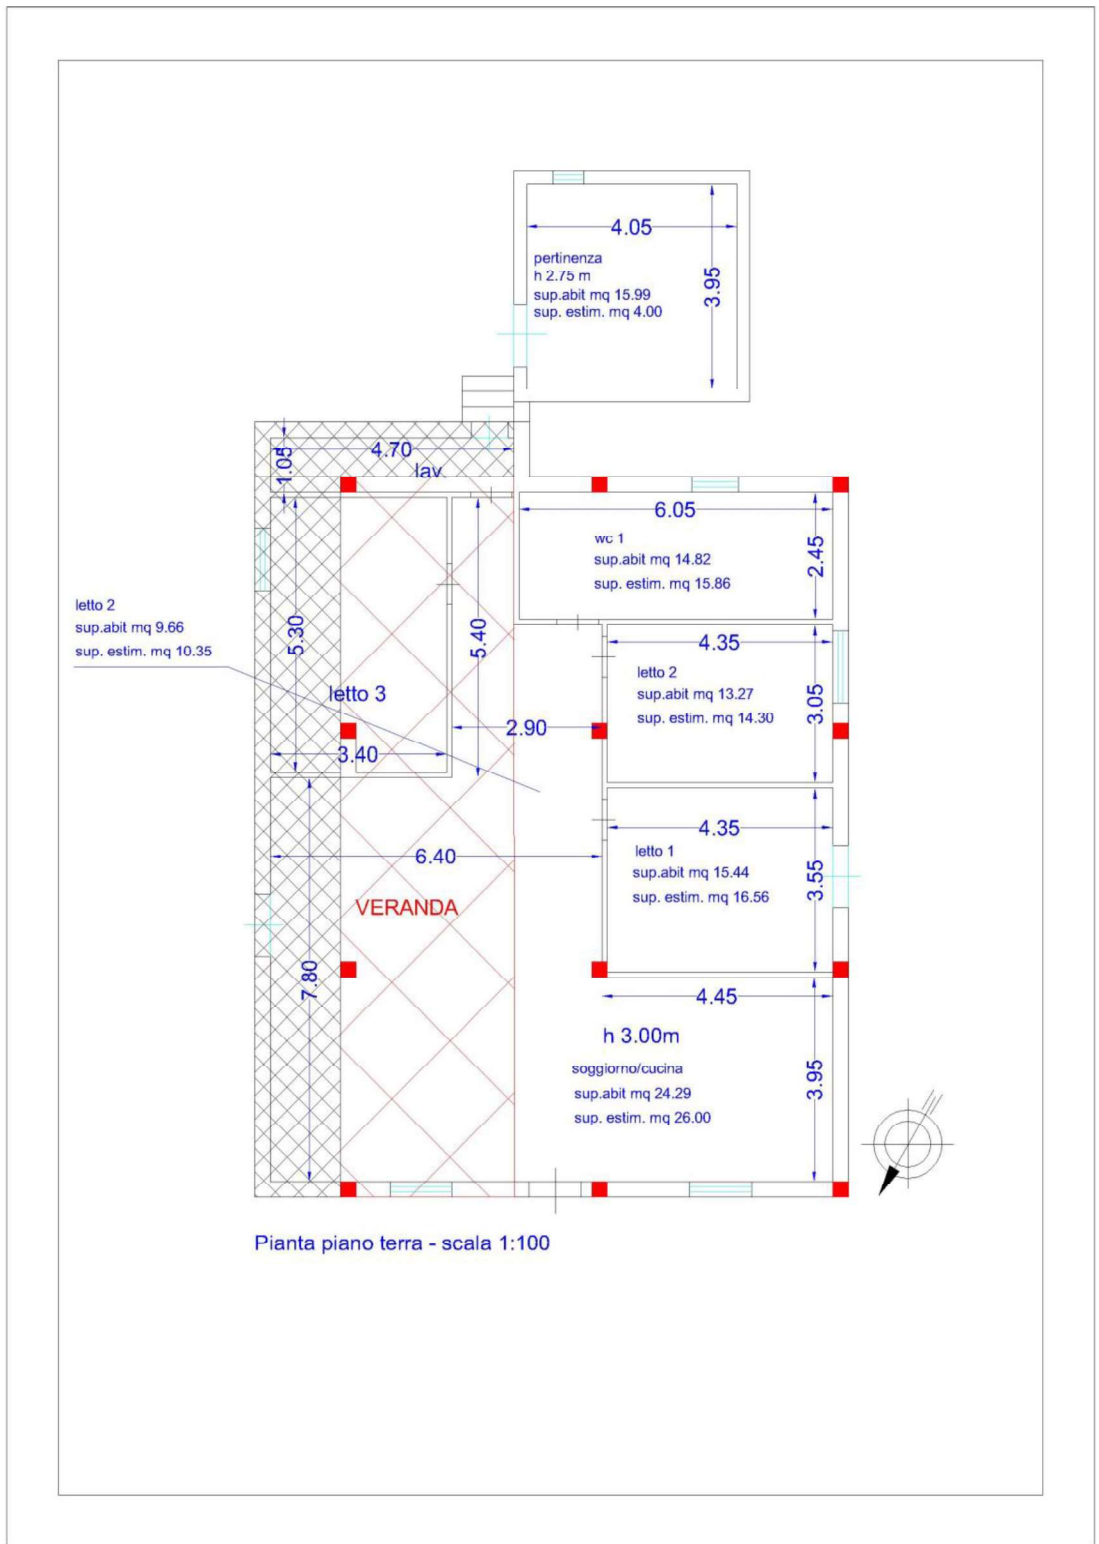 4.05
pertinenza
h 2.75 m
sup.abit mq 15.99
sup. estim. mq 4.00
3.95
4.70
1.05
lav
6.05
wc 1
sup.abit mq 14.82
sup. estim. mq 15.86
2.45
letto 2
sup.abit mq 9.66
sup. estim. mq 10.35
5.30
5.40
4.35
letto 2
sup.abit mq 13.27
sup. estim. mq 14.30
3.05
letto 3
2.90
3.40
4.35
letto 1
sup.abit mq 15.44
sup. estim. mq 16.56
3.55
6.40
VERANDA
7.80
4.45
h 3.00m
soggiorno/cucina
sup.abit mq 24.29
sup. estim. mq 26.00
3.95
Pianta piano terra - scala 1:100